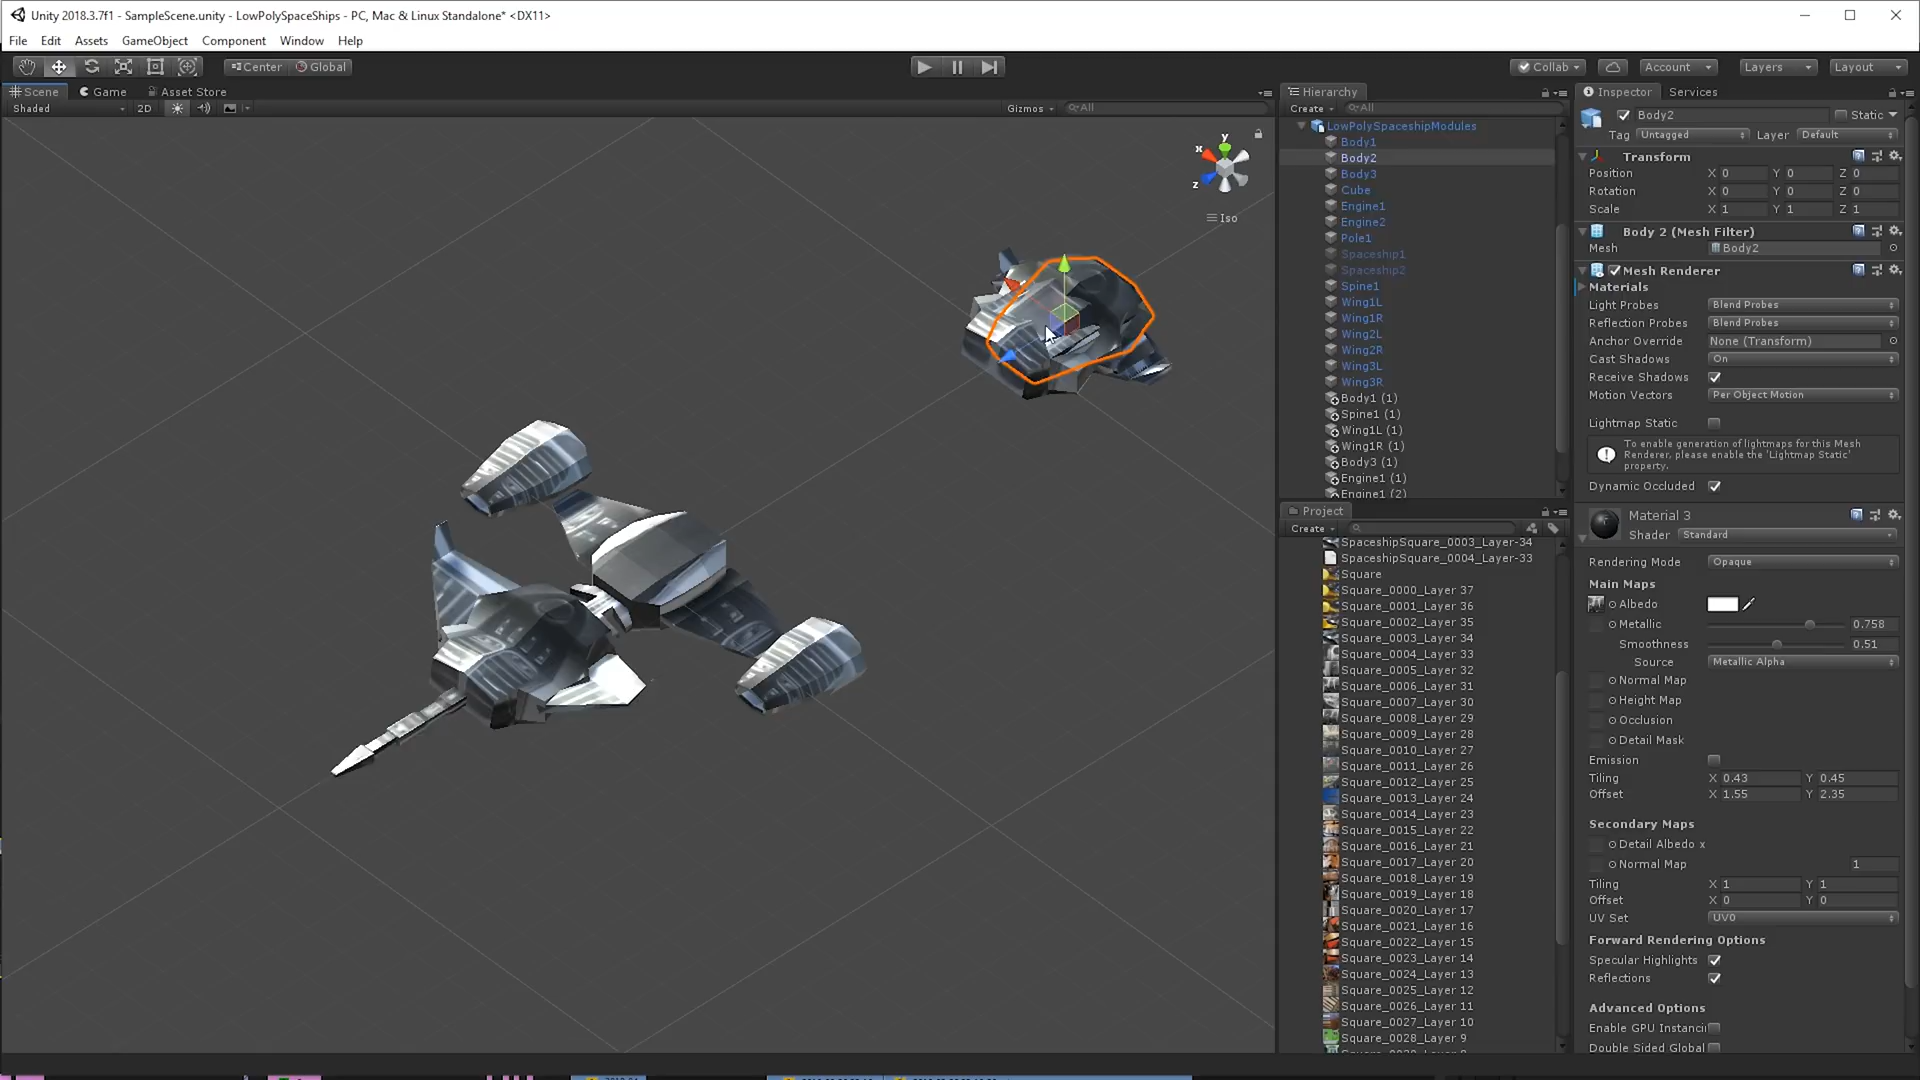 Unity 2018.3.7f1 - SampleScene.unity - LowPolySpaceShips - PC, Mac & Linux Standalone* <DX11>
File Edit Assets GameObject Component Window Help
Center Global
Collab Account Layers Layout
Scene Game Asset Store
Shaded 2D Gizmos All
y
x
z
Iso
Hierarchy
Create All
LowPolySpaceshipModules
Body1
Body2
Body3
Cube
Engine1
Engine2
Pole1
Spaceship1
Spaceship2
Spine1
Wing1L
Wing1R
Wing2L
Wing2R
Wing3L
Wing3R
Body1 (1)
Spine1 (1)
Wing1L (1)
Wing1R (1)
Body3 (1)
Engine1 (1)
Engine1 (2)
Project
Create
SpaceshipSquare_0003_Layer-34
SpaceshipSquare_0004_Layer-33
Square
Square_0000_Layer 37
Square_0001_Layer 36
Square_0002_Layer 35
Square_0003_Layer 34
Square_0004_Layer 33
Square_0005_Layer 32
Square_0006_Layer 31
Square_0007_Layer 30
Square_0008_Layer 29
Square_0009_Layer 28
Square_0010_Layer 27
Square_0011_Layer 26
Square_0012_Layer 25
Square_0013_Layer 24
Square_0014_Layer 23
Square_0015_Layer 22
Square_0016_Layer 21
Square_0017_Layer 20
Square_0018_Layer 19
Square_0019_Layer 18
Square_0020_Layer 17
Square_0021_Layer 16
Square_0022_Layer 15
Square_0023_Layer 14
Square_0024_Layer 13
Square_0025_Layer 12
Square_0026_Layer 11
Square_0027_Layer 10
Square_0028_Layer 9
Inspector Services
Body2 Static
Tag Untagged Layer Default
Transform
Position X 0 Y 0 Z 0
Rotation X 0 Y 0 Z 0
Scale X 1 Y 1 Z 1
Body 2 (Mesh Filter)
Mesh Body2
Mesh Renderer
Materials
Light Probes Blend Probes
Reflection Probes Blend Probes
Anchor Override None (Transform)
Cast Shadows On
Receive Shadows
Motion Vectors Per Object Motion
Lightmap Static
To enable generation of lightmaps for this Mesh
Renderer, please enable the 'Lightmap Static'
property.
Dynamic Occluded
Material 3
Shader Standard
Rendering Mode Opaque
Main Maps
Albedo
Metallic 0.758
Smoothness 0.51
Source Metallic Alpha
Normal Map
Height Map
Occlusion
Detail Mask
Emission
Tiling X 0.43 Y 0.45
Offset X 1.55 Y 2.35
Secondary Maps
Detail Albedo x
Normal Map 1
Tiling X 1 Y 1
Offset X 0 Y 0
UV Set UV0
Forward Rendering Options
Specular Highlights
Reflections
Advanced Options
Enable GPU Instanci
Double Sided Global